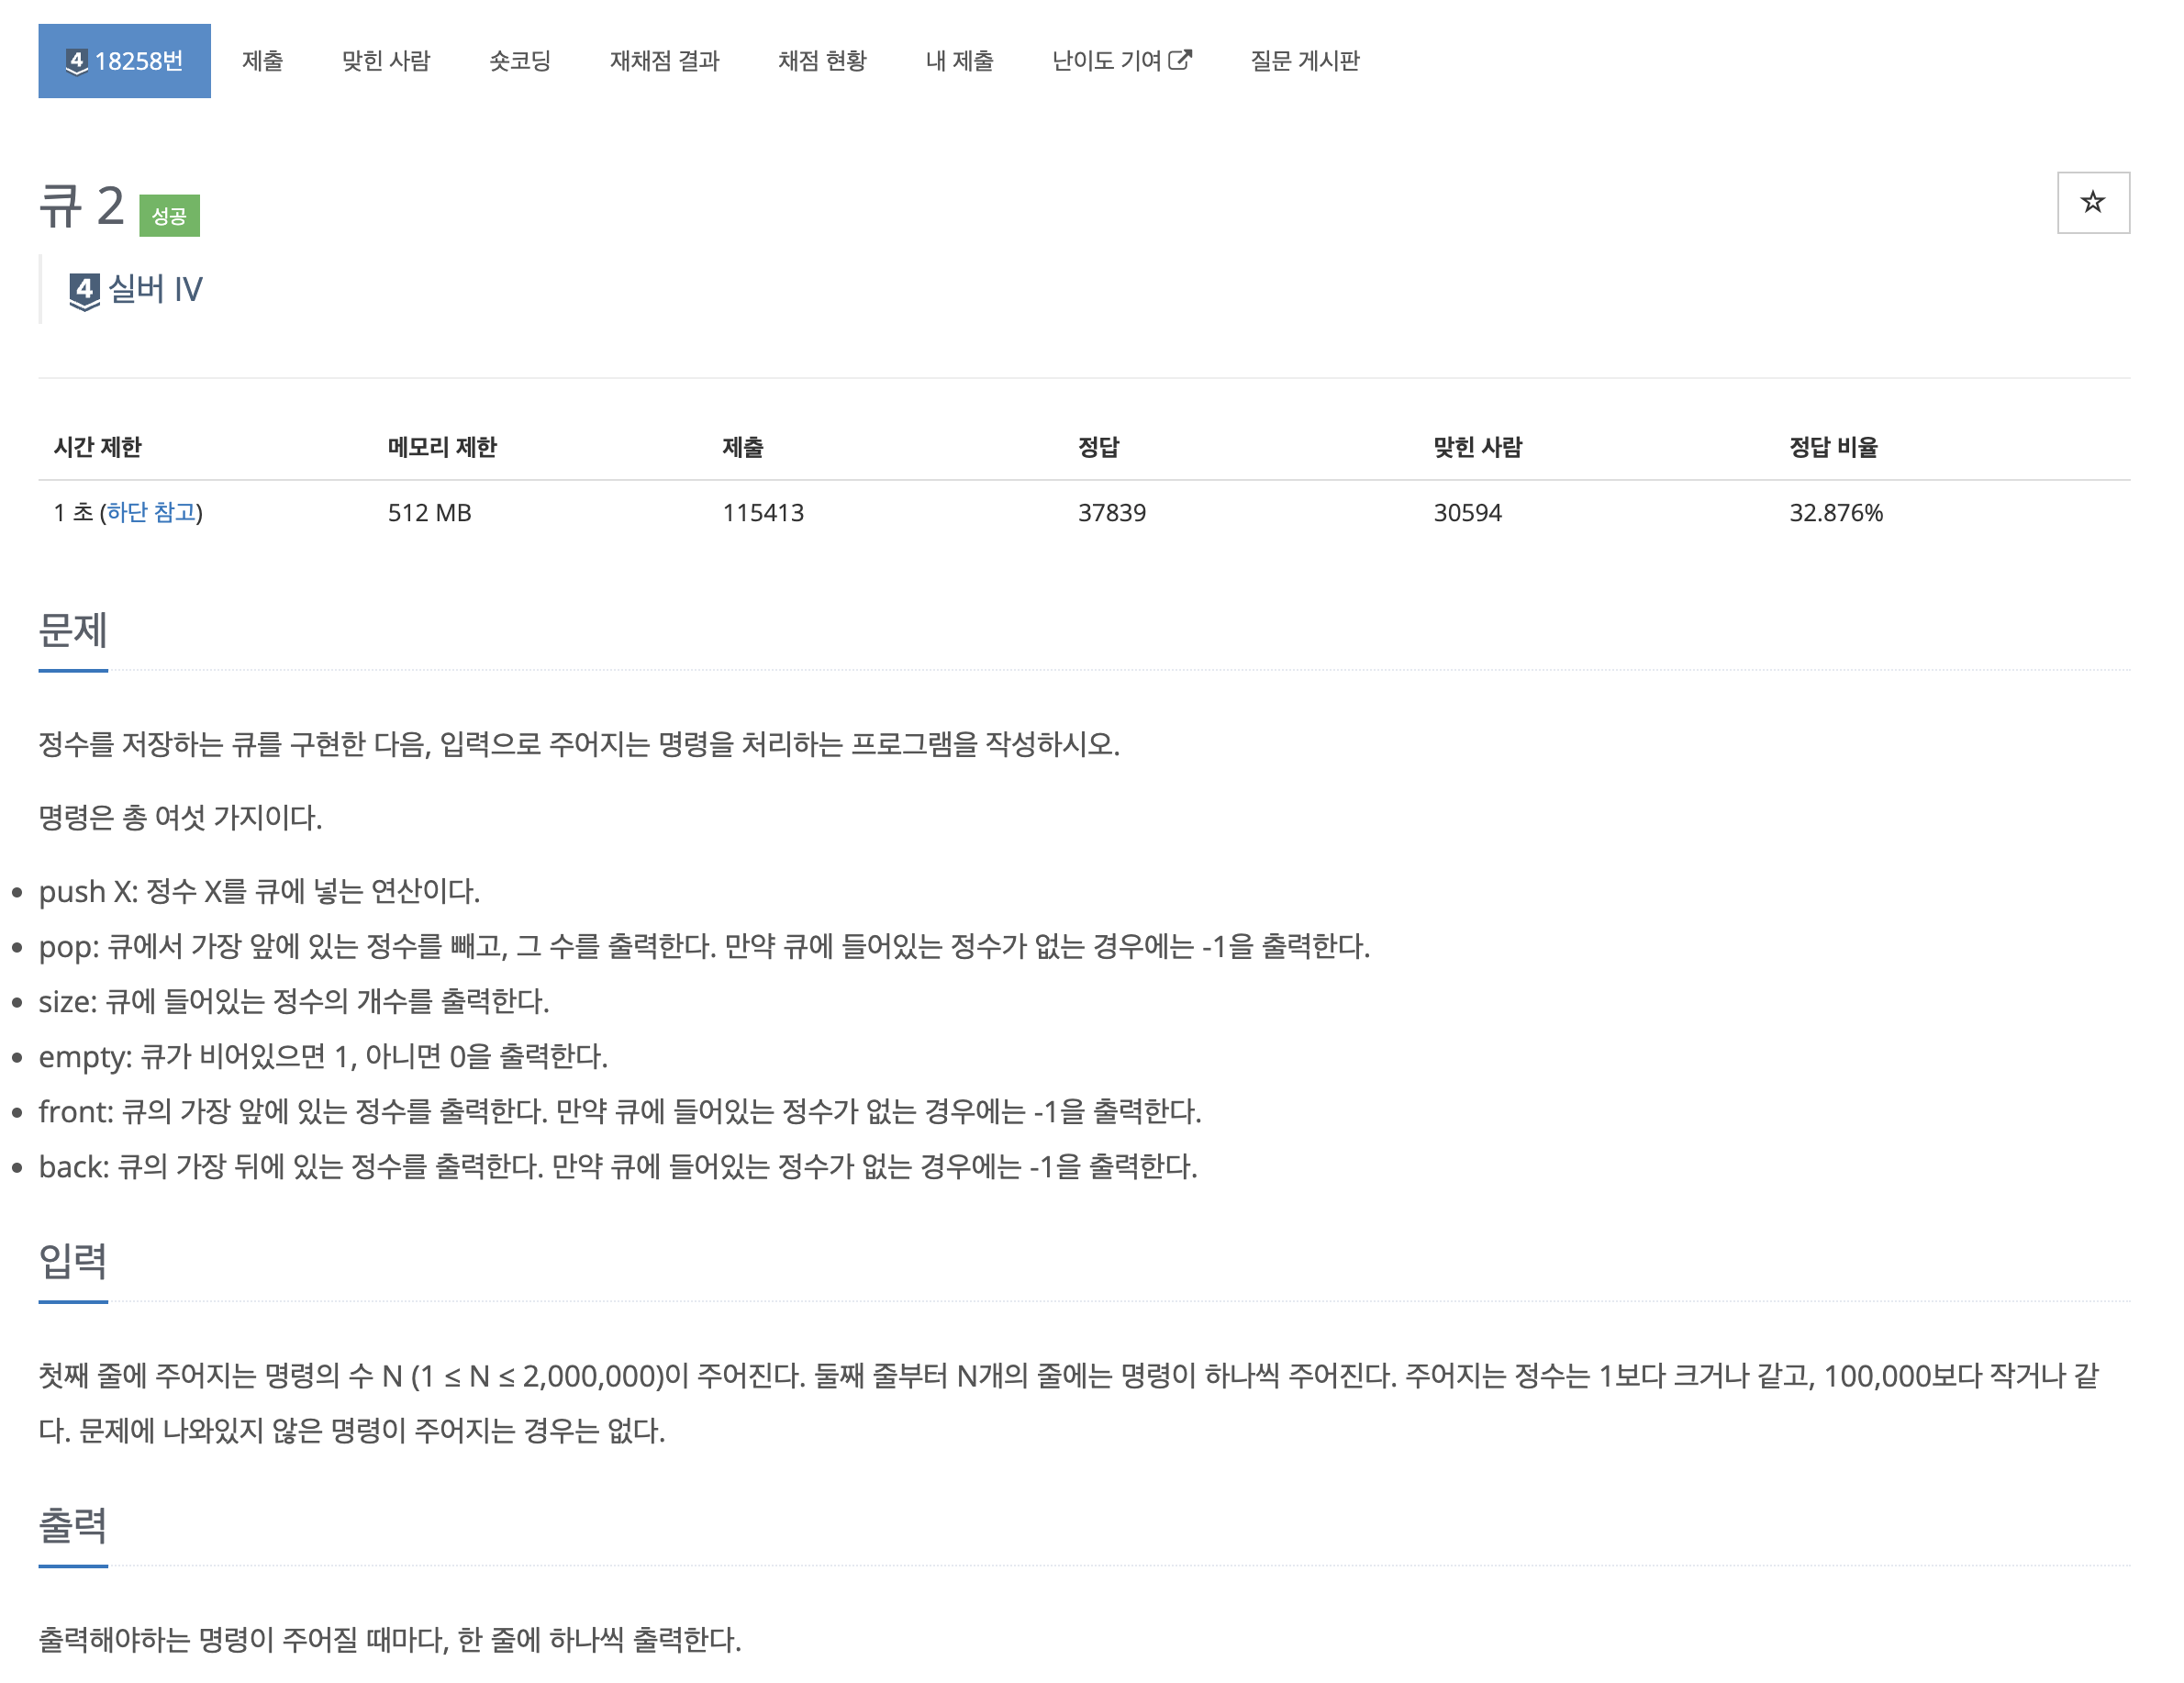 4 18258번 제출 맞힌 사람 숏코딩 재채점 결과 채점 현황 내 제출 난이도 기여 질문 게시판
큐 2 성공
4 실버 IV
시간 제한 메모리 제한 제출 정답 맞힌 사람 정답 비율
1 초 (하단 참고) 512 MB 115413 37839 30594 32.876%
문제
정수를 저장하는 큐를 구현한 다음, 입력으로 주어지는 명령을 처리하는 프로그램을 작성하시오.
명령은 총 여섯 가지이다.
• push X: 정수 X를 큐에 넣는 연산이다.
• pop: 큐에서 가장 앞에 있는 정수를 빼고, 그 수를 출력한다. 만약 큐에 들어있는 정수가 없는 경우에는 -1을 출력한다.
• size: 큐에 들어있는 정수의 개수를 출력한다.
• empty: 큐가 비어있으면 1, 아니면 0을 출력한다.
• front: 큐의 가장 앞에 있는 정수를 출력한다. 만약 큐에 들어있는 정수가 없는 경우에는 -1을 출력한다.
• back: 큐의 가장 뒤에 있는 정수를 출력한다. 만약 큐에 들어있는 정수가 없는 경우에는 -1을 출력한다.
입력
첫째 줄에 주어지는 명령의 수 N (1 ≤ N ≤ 2,000,000)이 주어진다. 둘째 줄부터 N개의 줄에는 명령이 하나씩 주어진다. 주어지는 정수는 1보다 크거나 같고, 100,000보다 작거나 같
다. 문제에 나와있지 않은 명령이 주어지는 경우는 없다.
출력
출력해야하는 명령이 주어질 때마다, 한 줄에 하나씩 출력한다.